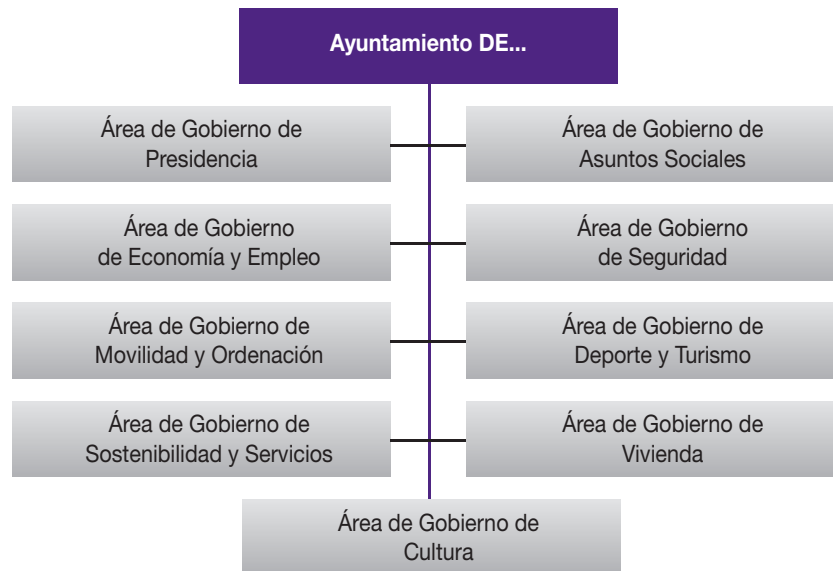 Ayuntamiento DE...
Área de Gobierno de
Presidencia
Área de Gobierno de
Asuntos Sociales
Área de Gobierno
de Economía y Empleo
Área de Gobierno
de Seguridad
Área de Gobierno de
Movilidad y Ordenación
Área de Gobierno de
Deporte y Turismo
Área de Gobierno de
Sostenibilidad y Servicios
Área de Gobierno de
Vivienda
Área de Gobierno de
Cultura